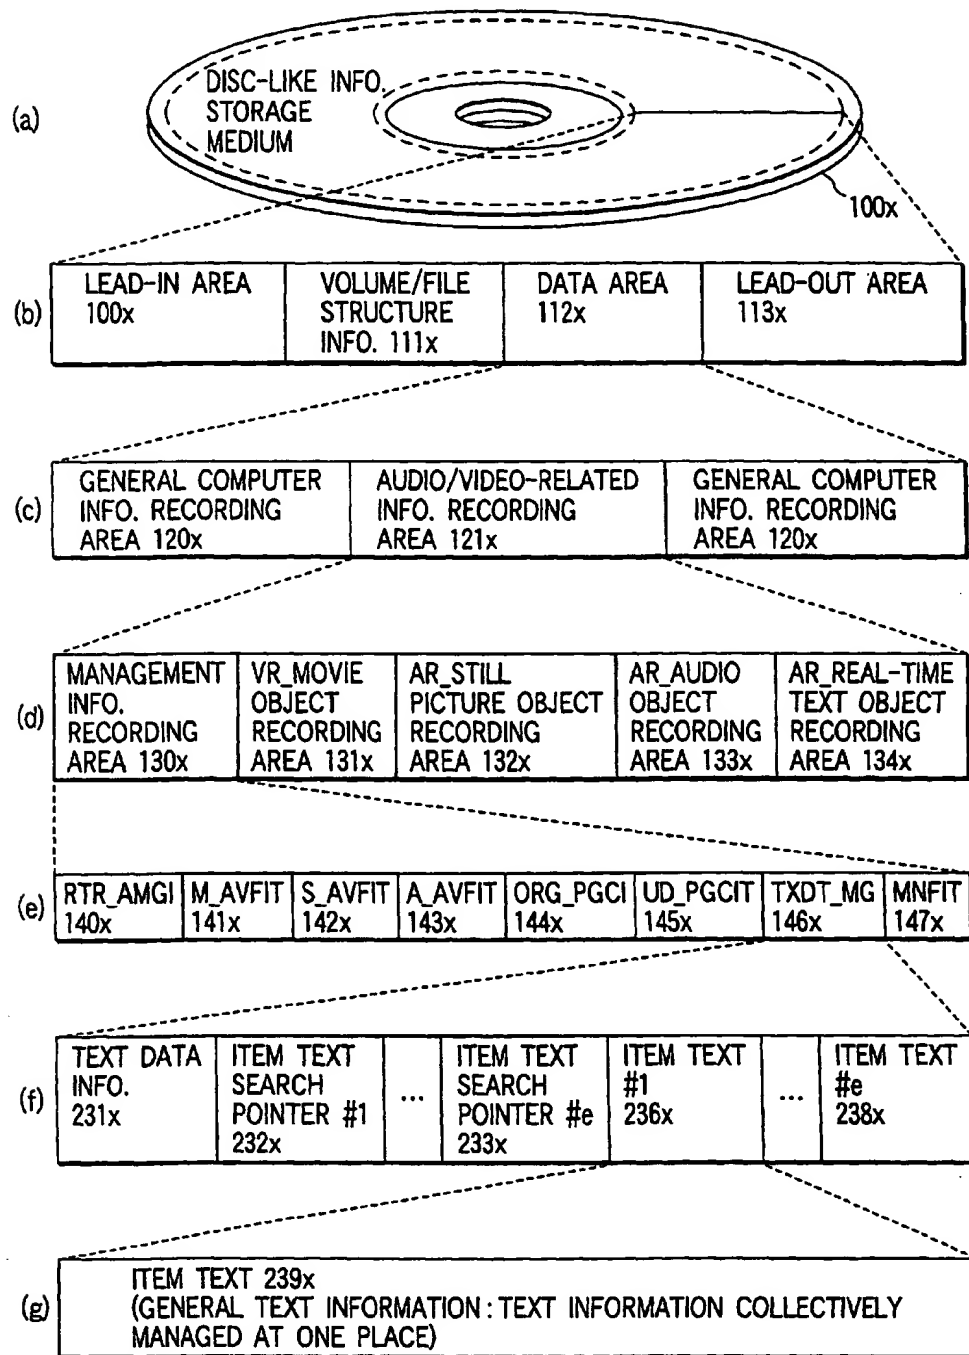 (a)
DISC-LIKE INFO.
STORAGE
MEDIUM
100x
(b)
LEAD-IN AREA
100x
VOLUME/FILE
STRUCTURE
INFO. 111x
DATA AREA
112x
LEAD-OUT AREA
113x
(c)
GENERAL COMPUTER
INFO. RECORDING
AREA 120x
AUDIO/VIDEO-RELATED
INFO. RECORDING
AREA 121x
GENERAL COMPUTER
INFO. RECORDING
AREA 120x
(d)
MANAGEMENT
INFO.
RECORDING
AREA 130x
VR_MOVIE
OBJECT
RECORDING
AREA 131x
AR_STILL
PICTURE OBJECT
RECORDING
AREA 132x
AR_AUDIO
OBJECT
RECORDING
AREA 133x
AR_REAL-TIME
TEXT OBJECT
RECORDING
AREA 134x
(e)
RTR_AMGI
140x
M_AVFIT
141x
S_AVFIT
142x
A_AVFIT
143x
ORG_PGCI
144x
UD_PGCIT
145x
TXDT_MG
146x
MNFIT
147x
(f)
TEXT DATA
INFO.
231x
ITEM TEXT
SEARCH
POINTER #1
232x
...
ITEM TEXT
SEARCH
POINTER #e
233x
ITEM TEXT
#1
236x
...
ITEM TEXT
#e
238x
(g)
ITEM TEXT 239x
(GENERAL TEXT INFORMATION : TEXT INFORMATION COLLECTIVELY
MANAGED AT ONE PLACE)